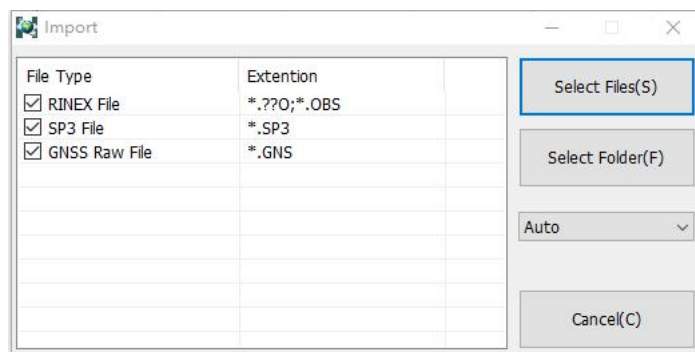 Import
File Type Extention
RINEX File *.??O;*.OBS
SP3 File *.SP3
GNSS Raw File *.GNS
Select Files(S)
Select Folder(F)
Auto
Cancel(C)